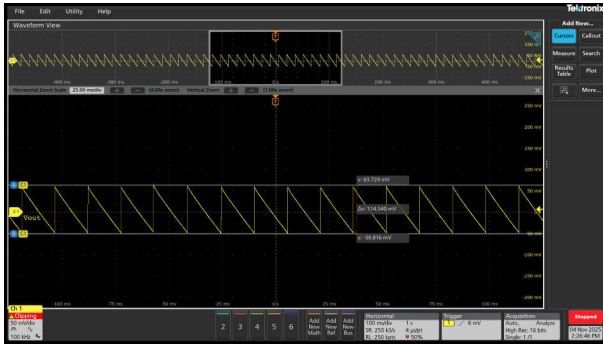 File Edit Utility Help
Tektronix
Waveform View
Add New...
Cursors
Callout
Measure
Search
Results Table
Plot
More...
-400 ms -300 ms -200 ms -100 ms 0 s 100 ms 200 ms 300 ms 400 ms
Horizontal Zoom Scale 25.00 ms/div (4.00x zoom) Vertical Zoom (1.00x zoom)
250 mV
200 mV
150 mV
100 mV
v: 63.724 mV
50 mV
Δv: 114.540 mV
Vout
v: -50.816 mV
-50 mV
-100 mV
-150 mV
-200 mV
-100 ms -75 ms -50 ms -25 ms 0 s 25 ms 50 ms 75 ms 100 ms
Ch 1
Clipping
50 mV/div
100 kHz
2 3 4 5 6
Add New Math
Add New Ref
Add New Bus
Horizontal
100 ms/div 1 s
SR: 250 kS/s 4 µs/pt
RL: 250 kpts 50%
Trigger
1 6 mV
Acquisition
Auto, Analyze
High Res: 16 bits
Single: 1 /1
Stopped
04 Nov 2025
2:26:46 PM